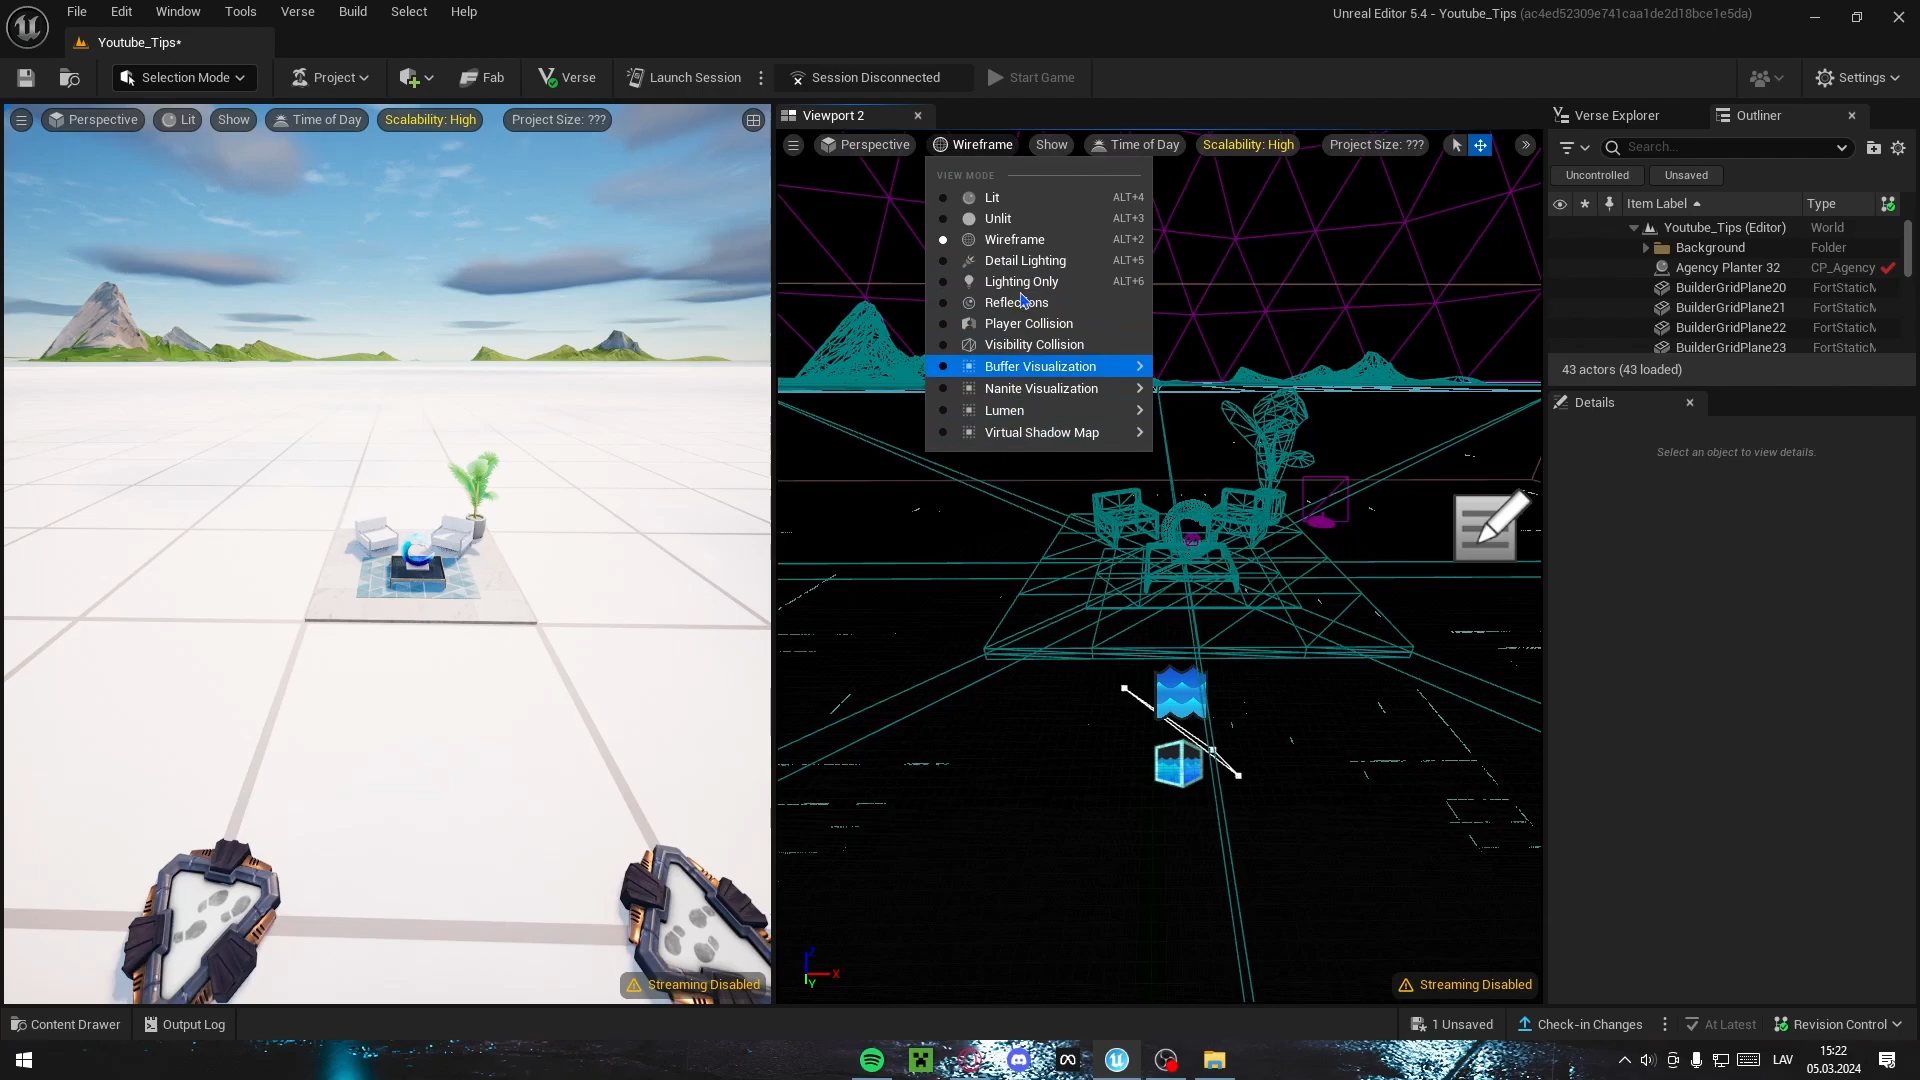 File Edit Window Tools Verse Build Select Help
Unreal Editor 5.4 - Youtube_Tips (ac4ed52309e741caa1de2d18bce1e5da)
Youtube_Tips*
Selection Mode
Project
Fab
Verse
Launch Session
Session Disconnected
Start Game
Settings
Perspective
Lit
Show
Time of Day
Scalability: High
Project Size: ???
Streaming Disabled
Viewport 2
Perspective
Wireframe
Show
Time of Day
Scalability: High
Project Size: ???
VIEW MODE
Lit ALT+4
Unlit ALT+3
Wireframe ALT+2
Detail Lighting ALT+5
Lighting Only ALT+6
Reflections
Player Collision
Visibility Collision
Buffer Visualization
Nanite Visualization
Lumen
Virtual Shadow Map
Z
X
Y
Streaming Disabled
Verse Explorer
Outliner
Search...
Uncontrolled
Unsaved
Item Label Type
Youtube_Tips (Editor) World
Background Folder
Agency Planter 32 CP_Agency
BuilderGridPlane20 FortStaticM
BuilderGridPlane21 FortStaticM
BuilderGridPlane22 FortStaticM
BuilderGridPlane23 FortStaticM
43 actors (43 loaded)
Details
Select an object to view details.
Content Drawer
Output Log
1 Unsaved
Check-in Changes
At Latest
Revision Control
LAV
15:22
05.03.2024